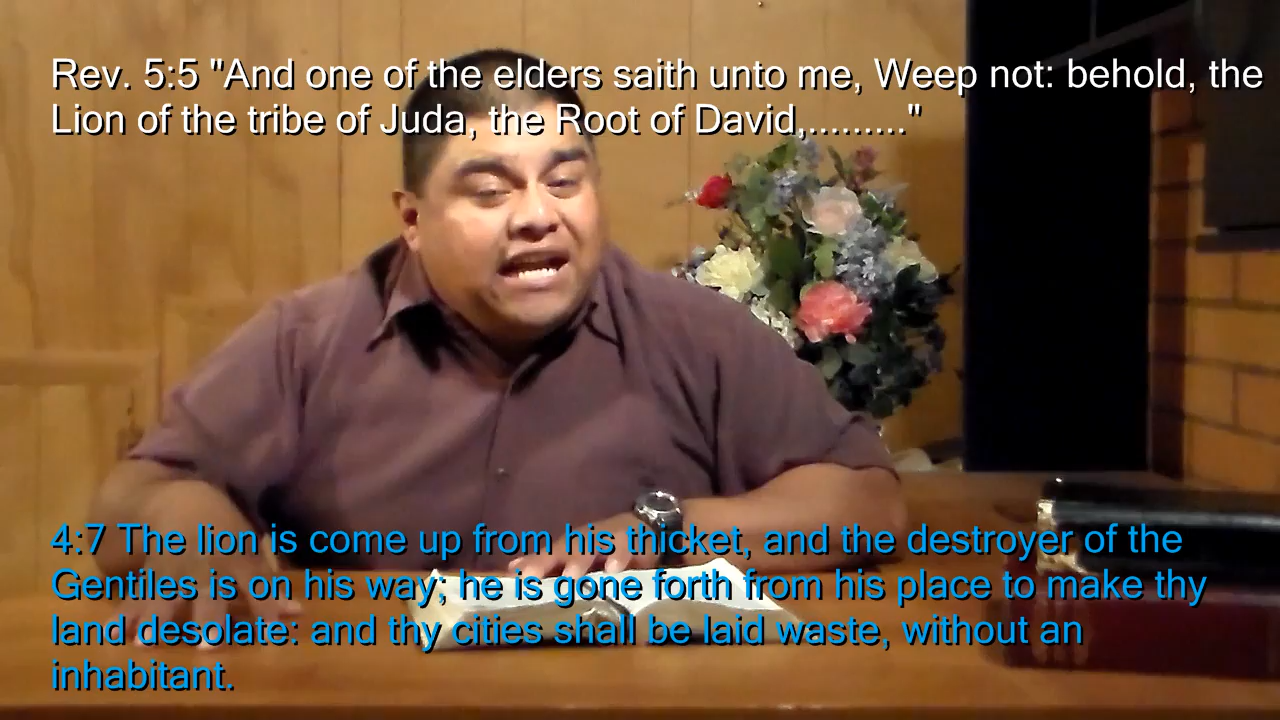 Rev. 5:5 "And one of the elders saith unto me, Weep not: behold, the
Lion of the tribe of Juda, the Root of David,........."
4:7 The lion is come up from his thicket, and the destroyer of the
Gentiles is on his way; he is gone forth from his place to make thy
land desolate: and thy cities shall be laid waste, without an
inhabitant.